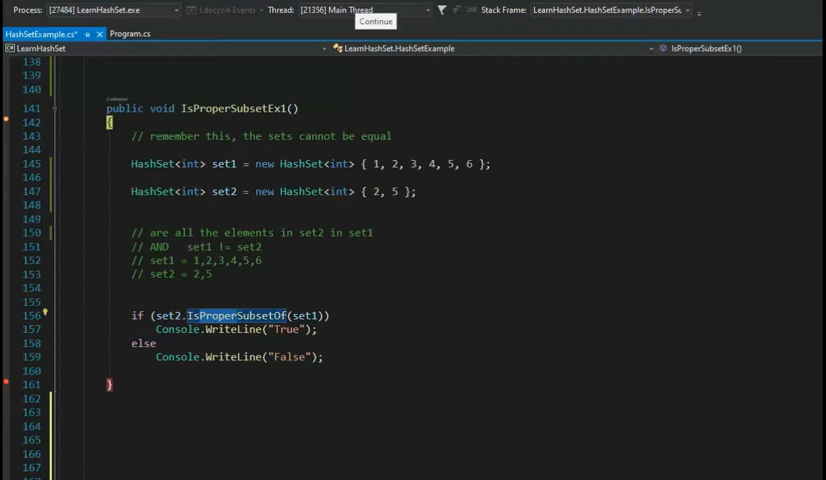 Process: [27484] LearnHashSet.exe Lifecycle Events Thread: [21356] Main Thread Stack Frame: LearnHashSet.HashSetExample.IsProperSu
Continue
HashSetExample.cs* Program.cs
LearnHashSet LearnHashSet.HashSetExample IsProperSubsetEx1()
138
139
140
141 public void IsProperSubsetEx1()
142 {
143 // remember this, the sets cannot be equal
144
145 HashSet<int> set1 = new HashSet<int> { 1, 2, 3, 4, 5, 6 };
146
147 HashSet<int> set2 = new HashSet<int> { 2, 5 };
148
149
150 // are all the elements in set2 in set1
151 // AND set1 != set2
152 // set1 = 1,2,3,4,5,6
153 // set2 = 2,5
154
155
156 if (set2.IsProperSubsetOf(set1))
157 Console.WriteLine("True");
158 else
159 Console.WriteLine("False");
160
161 }
162
163
164
165
166
167